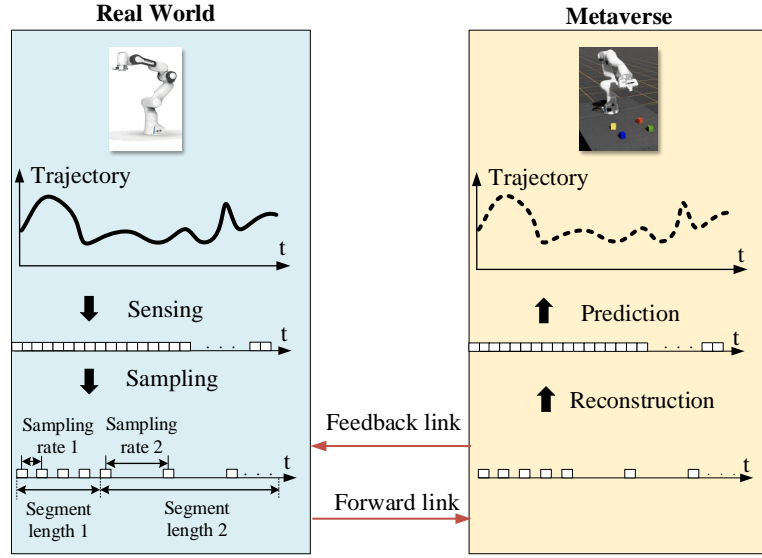 Real World
Trajectory
t
Sensing
t
Sampling
Sampling
rate 1
Sampling
rate 2
t
Segment
length 1
Segment
length 2
Feedback link
Forward link
Metaverse
Trajectory
t
Prediction
t
Reconstruction
t